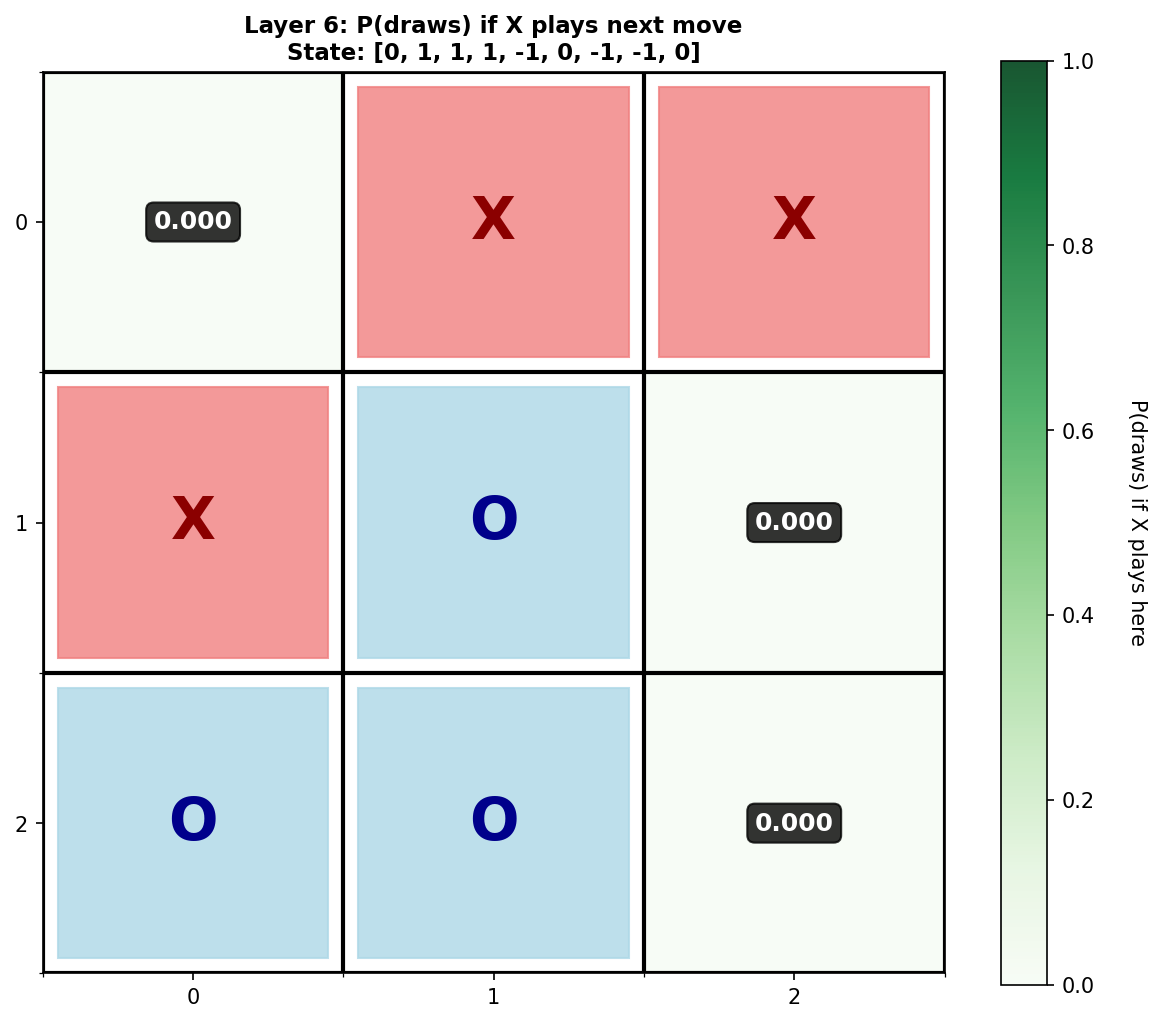 Layer 6: P(draws) if X plays next move
State: [0, 1, 1, 1, -1, 0, -1, -1, 0]
0
0.000
X
X
1
X
O
0.000
2
O
O
0.000
0
1
2
1.0
0.8
0.6
0.4
0.2
0.0
P(draws) if X plays here